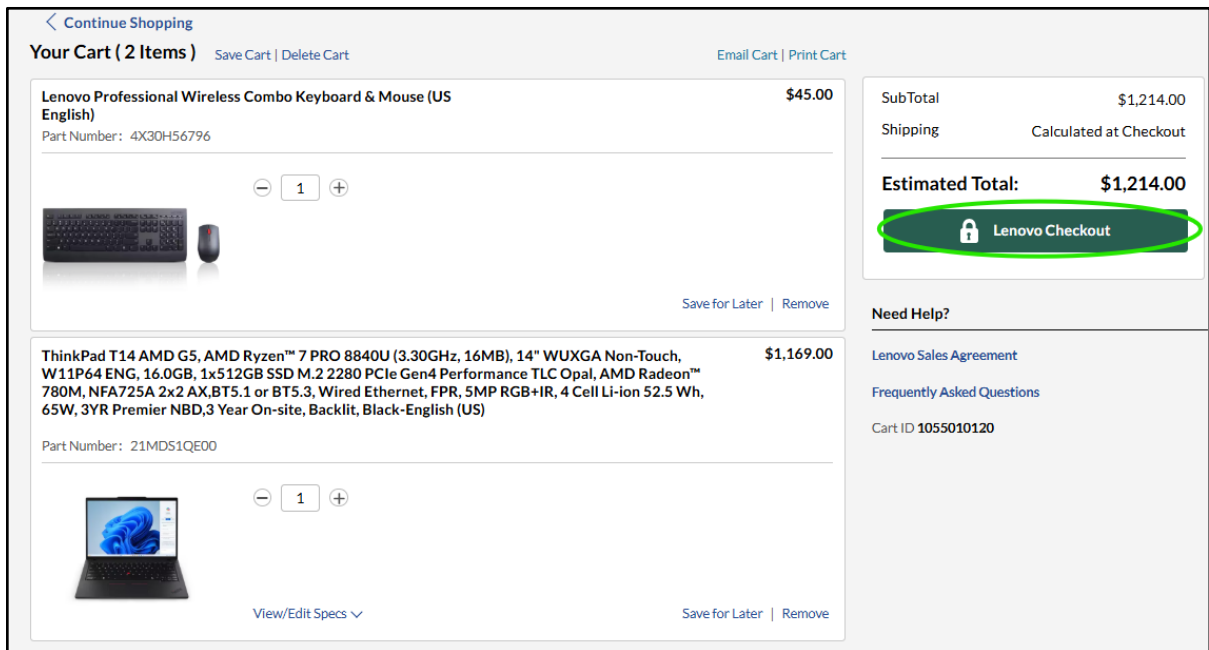 Continue Shopping
Your Cart ( 2 Items ) Save Cart | Delete Cart Email Cart | Print Cart
Lenovo Professional Wireless Combo Keyboard & Mouse (US
English)
$45.00
Part Number: 4X30H56796
1
Save for Later | Remove
ThinkPad T14 AMD G5, AMD Ryzen™ 7 PRO 8840U (3.30GHz, 16MB), 14" WUXGA Non-Touch,
W11P64 ENG, 16.0GB, 1x512GB SSD M.2 2280 PCIe Gen4 Performance TLC Opal, AMD Radeon™
780M, NFA725A 2x2 AX,BT5.1 or BT5.3, Wired Ethernet, FPR, 5MP RGB+IR, 4 Cell Li-ion 52.5 Wh,
65W, 3YR Premier NBD,3 Year On-site, Backlit, Black-English (US)
$1,169.00
Part Number: 21MDS1QE00
1
View/Edit Specs
Save for Later | Remove
SubTotal $1,214.00
Shipping Calculated at Checkout
Estimated Total: $1,214.00
Lenovo Checkout
Need Help?
Lenovo Sales Agreement
Frequently Asked Questions
Cart ID 1055010120